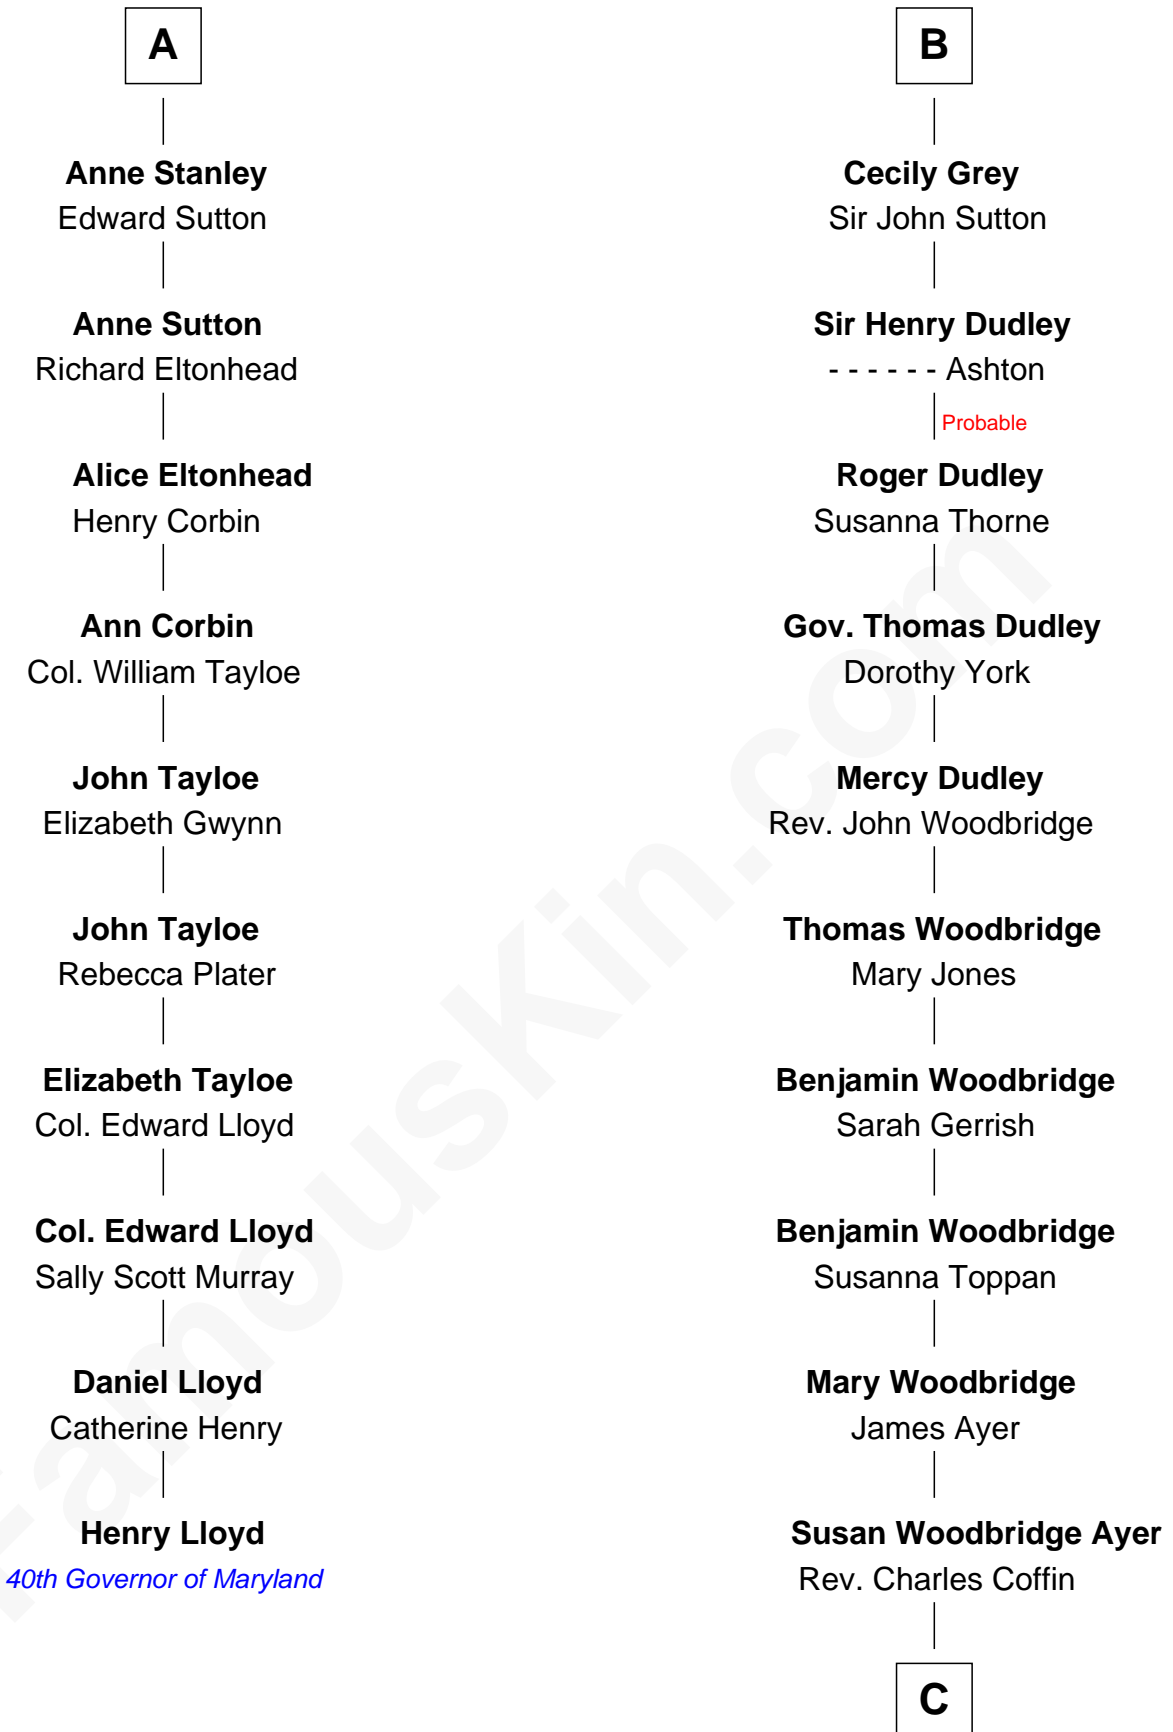 A
Anne Stanley
Edward Sutton
Anne Sutton
Richard Eltonhead
Alice Eltonhead
Henry Corbin
Ann Corbin
Col. William Tayloe
John Tayloe
Elizabeth Gwynn
John Tayloe
Rebecca Plater
Elizabeth Tayloe
Col. Edward Lloyd
Col. Edward Lloyd
Sally Scott Murray
Daniel Lloyd
Catherine Henry
Henry Lloyd
40th Governor of Maryland
B
Cecily Grey
Sir John Sutton
Sir Henry Dudley
- - - - - - Ashton
Probable
Roger Dudley
Susanna Thorne
Gov. Thomas Dudley
Dorothy York
Mercy Dudley
Rev. John Woodbridge
Thomas Woodbridge
Mary Jones
Benjamin Woodbridge
Sarah Gerrish
Benjamin Woodbridge
Susanna Toppan
Mary Woodbridge
James Ayer
Susan Woodbridge Ayer
Rev. Charles Coffin
C
FamousKin.com